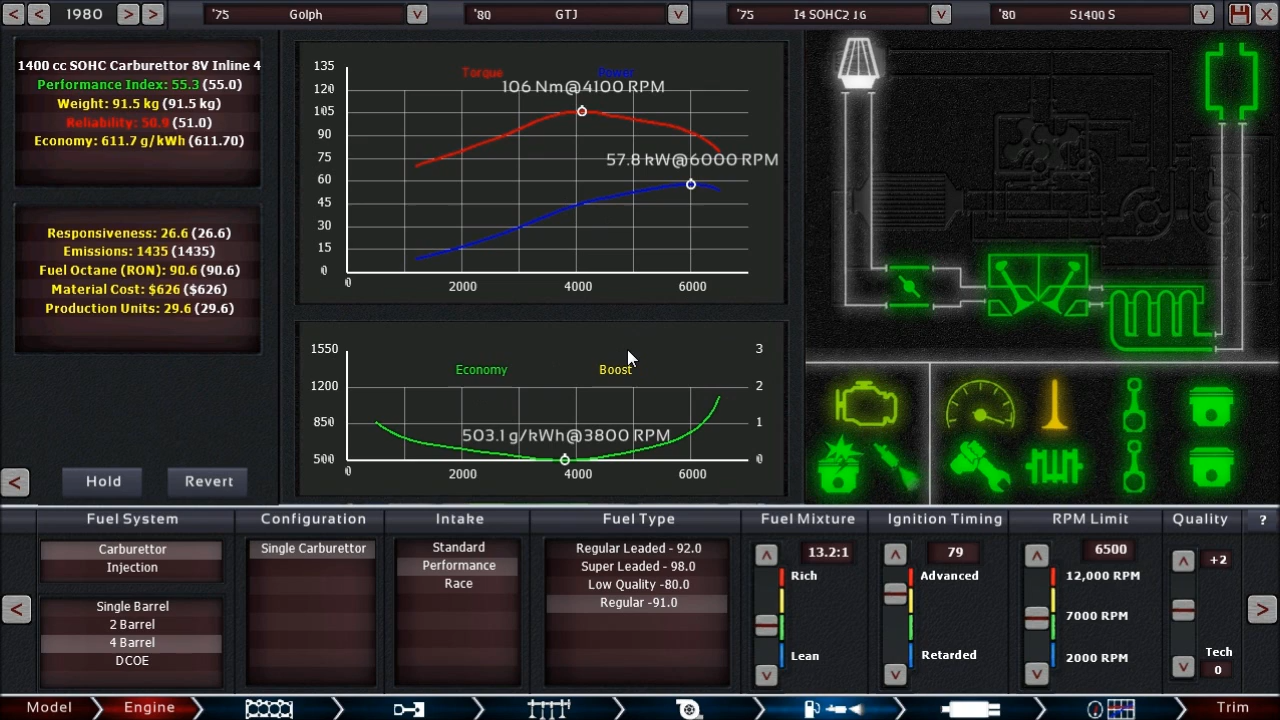 < < 1980 > > '75 Golph v '80 GTJ v '75 I4 SOHC2 16 v '80 S1400 S v X
1400 cc SOHC Carburettor 8V Inline 4
Performance Index: 55.3 (55.0)
Weight: 91.5 kg (91.5 kg)
Reliability: 50.9 (51.0)
Economy: 611.7 g/kWh (611.70)
Responsiveness: 26.6 (26.6)
Emissions: 1435 (1435)
Fuel Octane (RON): 90.6 (90.6)
Material Cost: $626 ($626)
Production Units: 29.6 (29.6)
< Hold Revert
135
120
105
90
75
60
45
30
15
0
Torque Power
106 Nm@4100 RPM
57.8 kW@6000 RPM
0 2000 4000 6000
1550 3
1200 2
850 1
500 0
Economy Boost
503.1 g/kWh@3800 RPM
0 2000 4000 6000
Fuel System
Carburettor
Injection
Single Barrel
2 Barrel
4 Barrel
DCOE
Configuration
Single Carburettor
Intake
Standard
Performance
Race
Fuel Type
Regular Leaded - 92.0
Super Leaded - 98.0
Low Quality -80.0
Regular -91.0
Fuel Mixture
13.2:1
Rich
Lean
Ignition Timing
79
Advanced
Retarded
RPM Limit
6500
12,000 RPM
7000 RPM
2000 RPM
Quality
+2
Tech
0
?
< >
Model Engine Trim